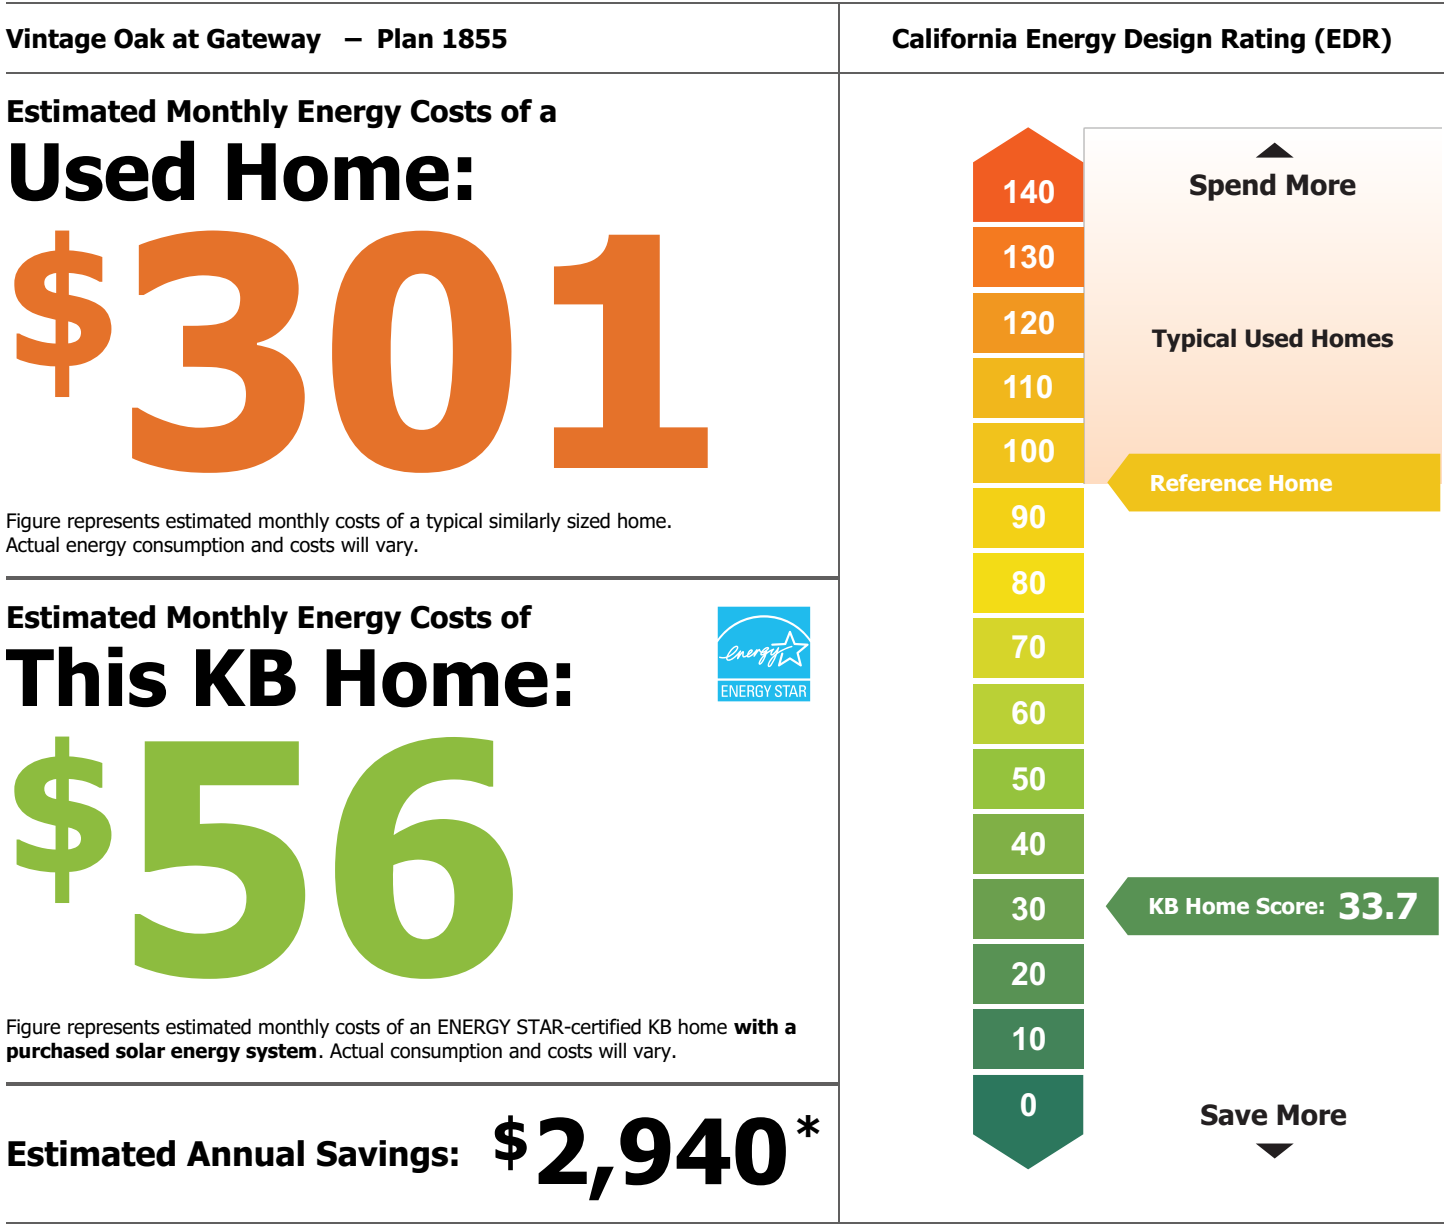 Vintage Oak at Gateway – Plan 1855
Estimated Monthly Energy Costs of a
Used Home:
$301
Figure represents estimated monthly costs of a typical similarly sized home.
Actual energy consumption and costs will vary.
Estimated Monthly Energy Costs of
This KB Home:
energy
ENERGY STAR
$56
Figure represents estimated monthly costs of an ENERGY STAR-certified KB home with a
purchased solar energy system. Actual consumption and costs will vary.
Estimated Annual Savings: $2,940*
California Energy Design Rating (EDR)
140
Spend More
130
120
Typical Used Homes
110
100
Reference Home
90
80
70
60
50
40
30
KB Home Score: 33.7
20
10
0
Save More